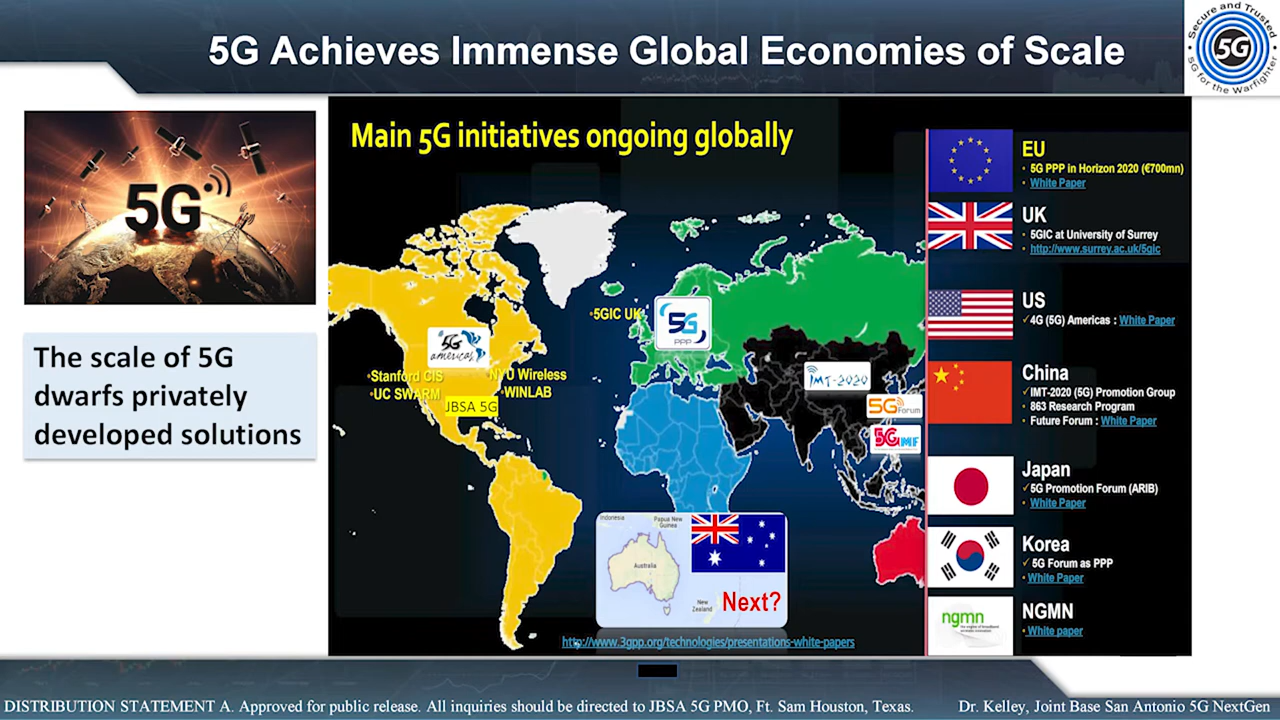 5G Achieves Immense Global Economies of Scale
Secure and Trusted
5G
5G for the Warfighter
5G
The scale of 5G
dwarfs privately
developed solutions
Main 5G initiatives ongoing globally
•5GIC UK
5G
PPP
5G
americas
•Stanford CIS
•UC SWARM
•NYU Wireless
•WINLAB
JBSA 5G
IMT-2020
5G Forum
5GMF
Indonesia
Papua New
Guinea
Australia
New
Zealand
Next?
http://www.3gpp.org/technologies/presentations-white-papers
EU
• 5G PPP in Horizon 2020 (€700mn)
• White Paper
UK
• 5GIC at University of Surrey
• http://www.surrey.ac.uk/5gic
US
✓4G (5G) Americas : White Paper
China
✓IMT-2020 (5G) Promotion Group
• 863 Research Program
• Future Forum : White Paper
Japan
✓5G Promotion Forum (ARIB)
• White Paper
Korea
✓5G Forum as PPP
• White Paper
ngmn
NGMN
• White paper
DISTRIBUTION STATEMENT A. Approved for public release. All inquiries should be directed to JBSA 5G PMO, Ft. Sam Houston, Texas.
Dr. Kelley, Joint Base San Antonio 5G NextGen